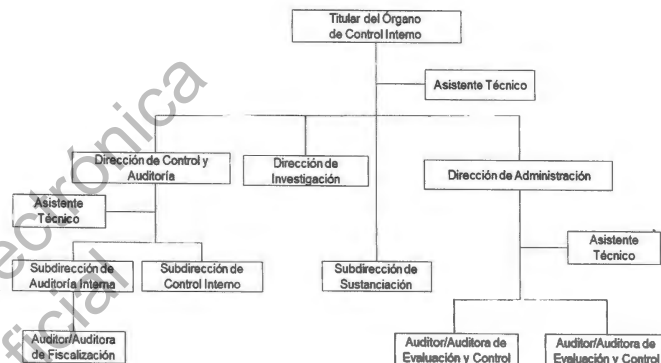 Titular del Órgano
de Control Interno
Asistente Técnico
Dirección de Control y
Auditoría
Dirección de
Investigación
Dirección de Administración
Asistente
Técnico
Asistente
Técnico
Subdirección de
Auditoría Interna
Subdirección de
Control Interno
Subdirección de
Sustanciación
Auditor/Auditora
de Fiscalización
Auditor/Auditora de
Evaluación y Control
Auditor/Auditora de
Evaluación y Control
ectrónica
oficial